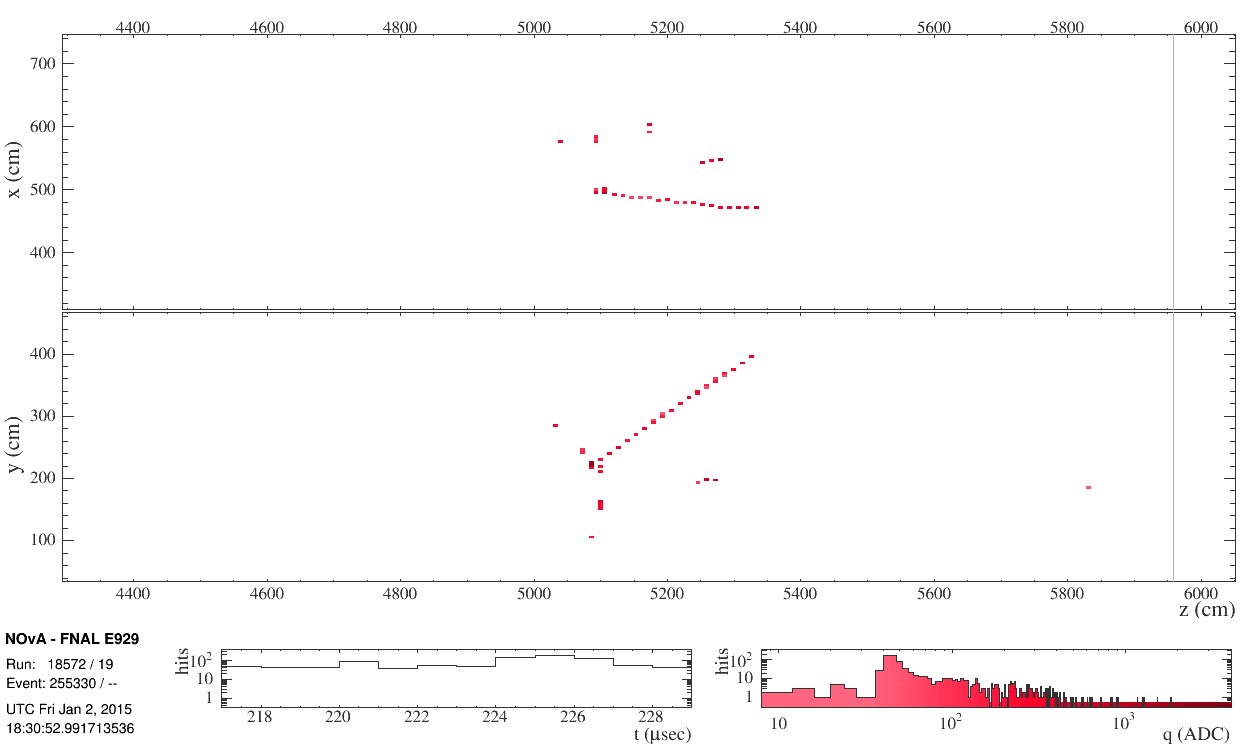 4400 4600 4800 5000 5200 5400 5600 5800 6000
700
600
500
400
x (cm)
400
300
200
100
y (cm)
4400 4600 4800 5000 5200 5400 5600 5800 6000
z (cm)
NOvA - FNAL E929
Run: 18572 / 19
Event: 255330 / --
UTC Fri Jan 2, 2015
18:30:52.991713536
hits
10²
10
1
218 220 222 224 226 228
t (μsec)
hits
10²
10
1
10 10² 10³
q (ADC)